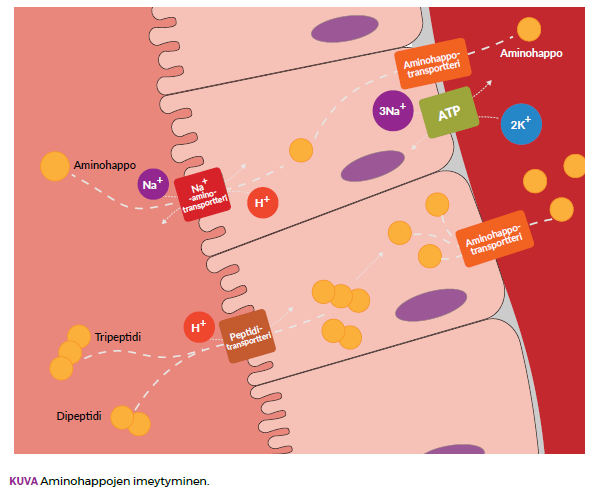 Aminohappo-
transportteri
Aminohappo
3Na+
ATP
2K+
Aminohappo
Na+
Na+
-amino-
transportteri
H+
Aminohappo-
transportteri
H+
Peptidi-
transportteri
Tripeptidi
Dipeptidi
KUVA Aminohappojen imeytyminen.